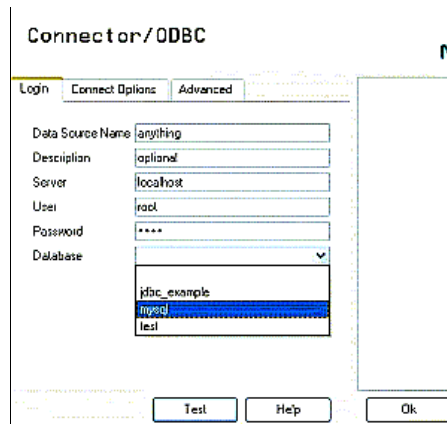 Connector/ODBC
Login Connect Options Advanced
Data Source Name anything
Description optional
Server localhost
User root
Password ****
Database
jdbc_example
mysql
test
Test Help Ok